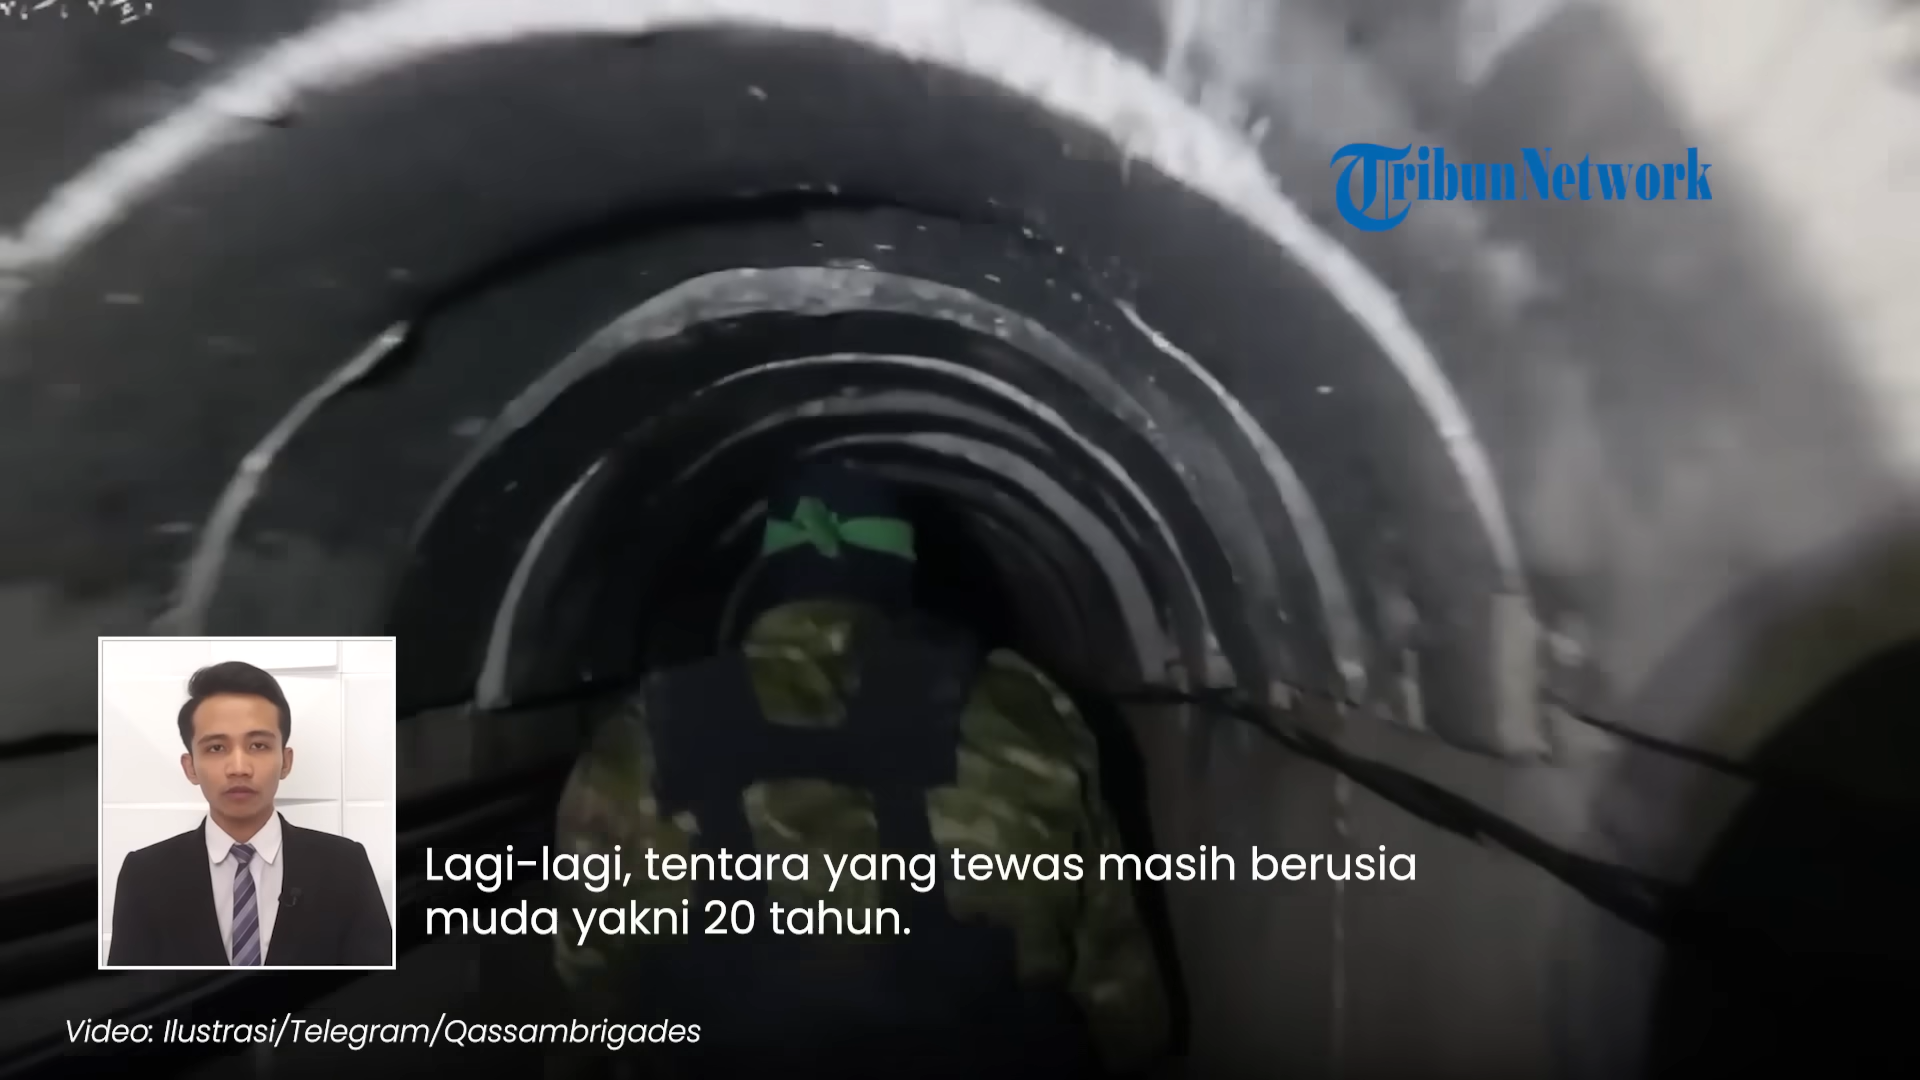 TribunNetwork
Lagi-lagi, tentara yang tewas masih berusia
muda yakni 20 tahun.
Video: Ilustrasi/Telegram/Qassambrigades